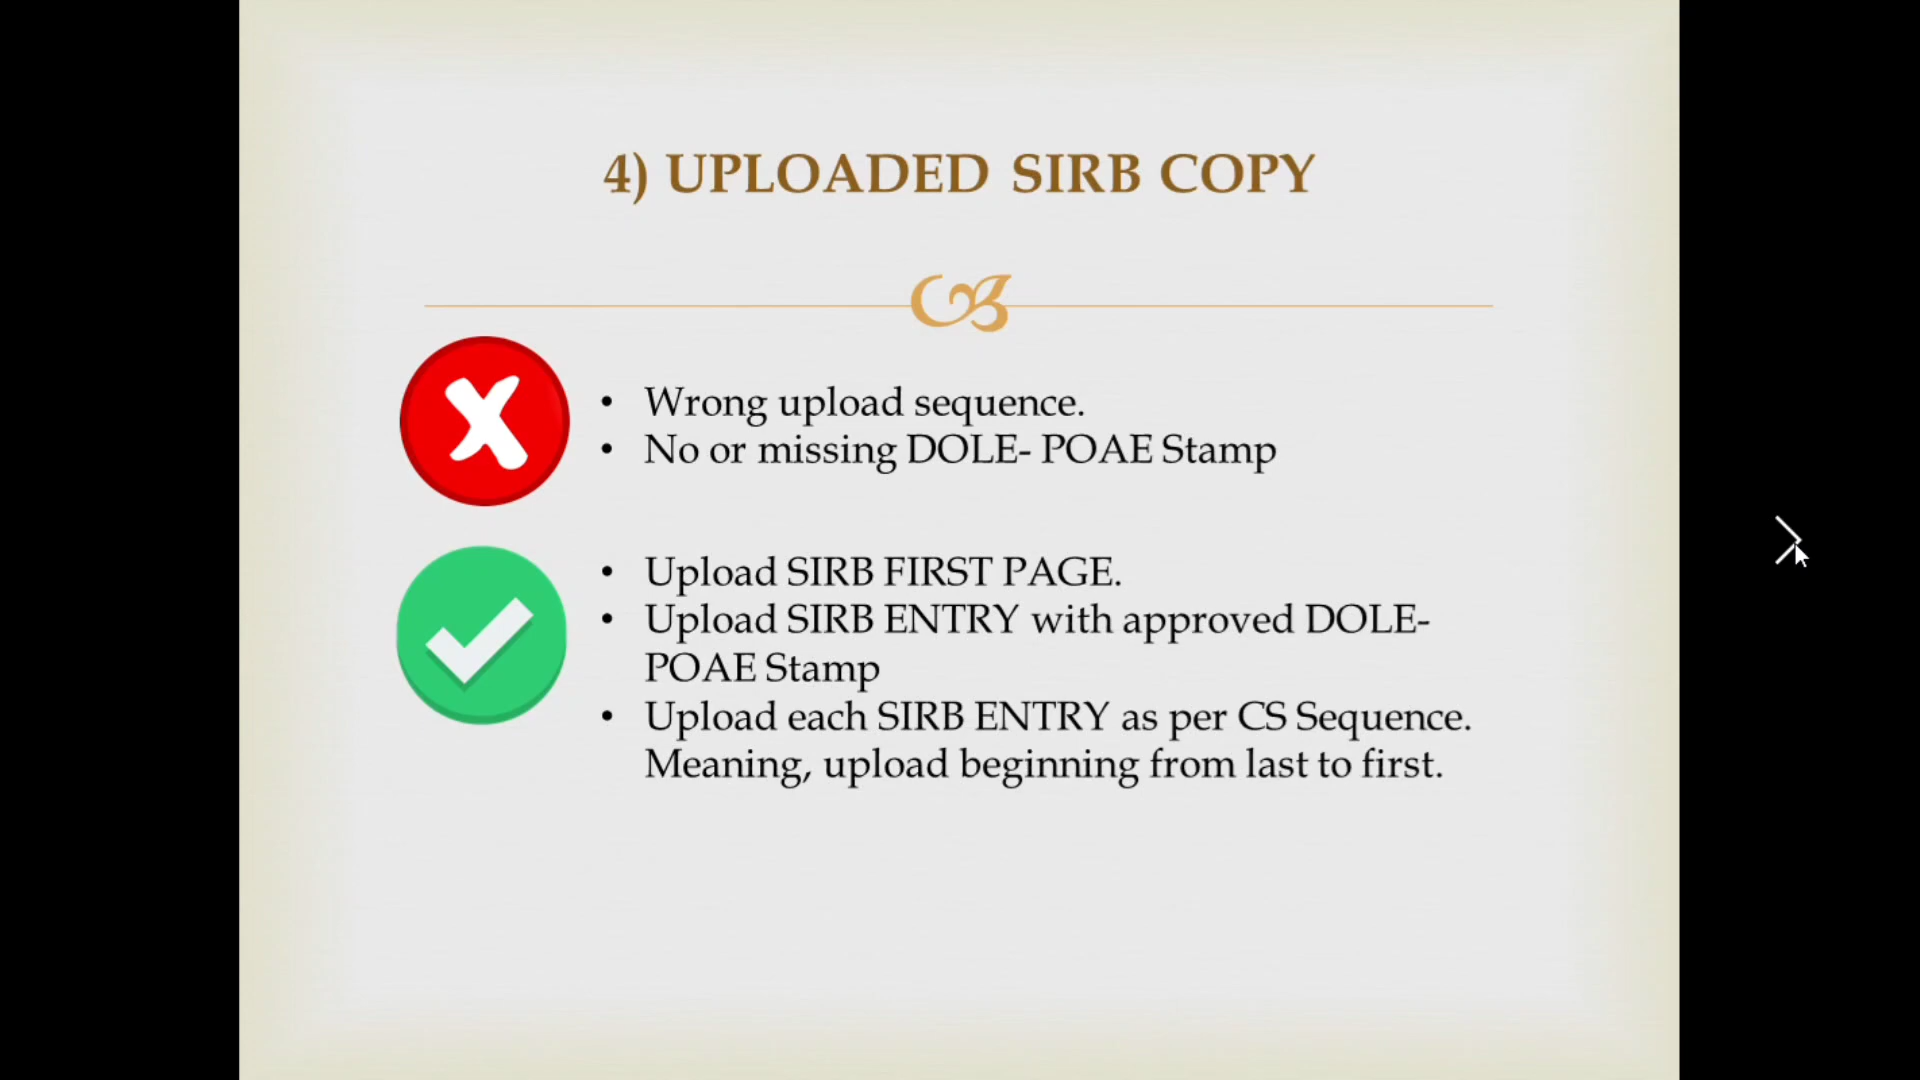 4) UPLOADED SIRB COPY
• Wrong upload sequence.
• No or missing DOLE- POAE Stamp
• Upload SIRB FIRST PAGE.
• Upload SIRB ENTRY with approved DOLE-
POAE Stamp
• Upload each SIRB ENTRY as per CS Sequence.
Meaning, upload beginning from last to first.